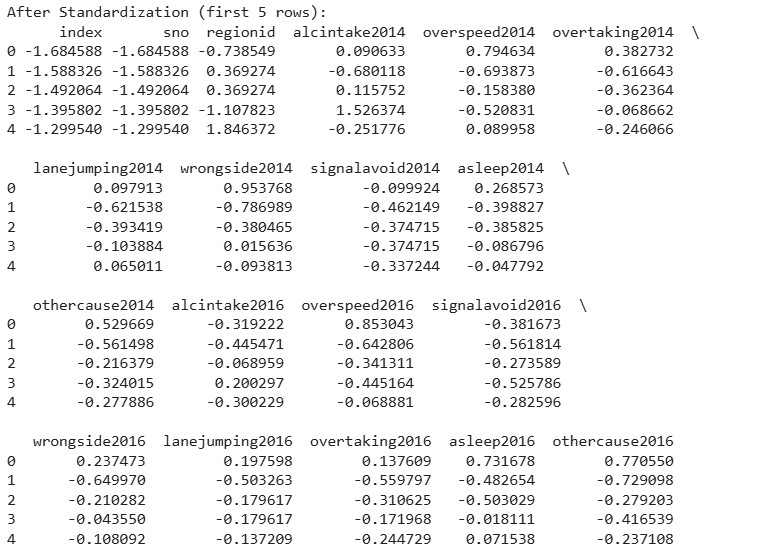 After Standardization (first 5 rows):
      index       sno  regionid  alcintake2014  overspeed2014  overtaking2014  \
0 -1.684588 -1.684588 -0.738549       0.090633       0.794634        0.382732
1 -1.588326 -1.588326  0.369274      -0.680118      -0.693873       -0.616643
2 -1.492064 -1.492064  0.369274       0.115752      -0.158380       -0.362364
3 -1.395802 -1.395802 -1.107823       1.526374      -0.520831       -0.068662
4 -1.299540 -1.299540  1.846372      -0.251776       0.089958       -0.246066
   lanejumping2014  wrongside2014  signalavoid2014  asleep2014  \
0         0.097913       0.953768        -0.099924    0.268573
1        -0.621538      -0.786989        -0.462149   -0.398827
2        -0.393419      -0.380465        -0.374715   -0.385825
3        -0.103884       0.015636        -0.374715   -0.086796
4         0.065011      -0.093813        -0.337244   -0.047792
   othercause2014  alcintake2016  overspeed2016  signalavoid2016  \
0        0.529669      -0.319222       0.853043        -0.381673
1       -0.561498      -0.445471      -0.642806        -0.561814
2       -0.216379      -0.068959      -0.341311        -0.273589
3       -0.324015       0.200297      -0.445164        -0.525786
4       -0.277886      -0.300229      -0.068881        -0.282596
   wrongside2016  lanejumping2016  overtaking2016  asleep2016  othercause2016
0       0.237473         0.197598        0.137609    0.731678        0.770550
1      -0.649970        -0.503263       -0.559797   -0.482654       -0.729098
2      -0.210282        -0.179617       -0.310625   -0.503029       -0.279203
3      -0.043550        -0.179617       -0.171968   -0.018111       -0.416539
4      -0.108092        -0.137209       -0.244729    0.071538       -0.237108